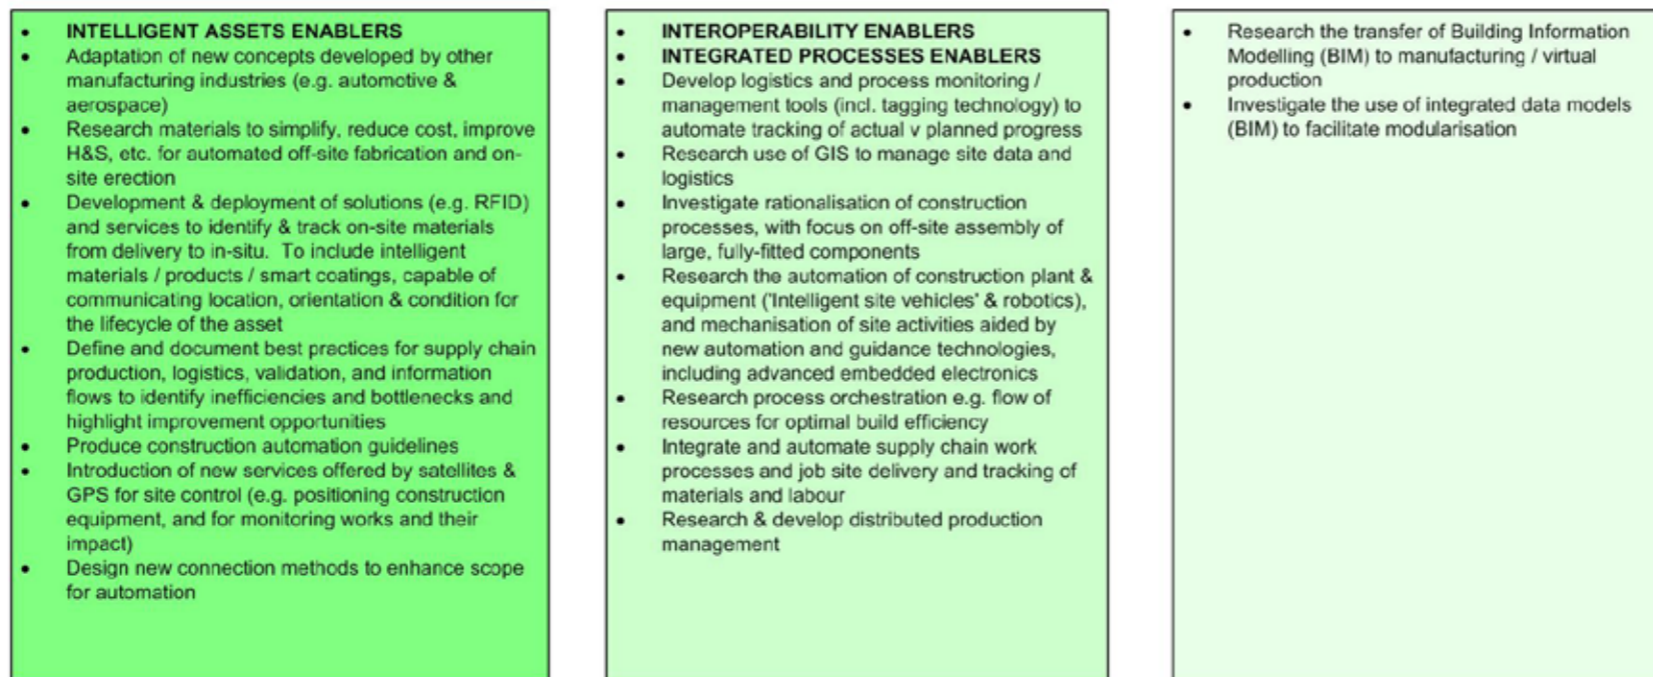 • INTELLIGENT ASSETS ENABLERS
• Adaptation of new concepts developed by other
manufacturing industries (e.g. automotive &
aerospace)
• Research materials to simplify, reduce cost, improve
H&S, etc. for automated off-site fabrication and on-
site erection
• Development & deployment of solutions (e.g. RFID)
and services to identify & track on-site materials
from delivery to in-situ. To include intelligent
materials / products / smart coatings, capable of
communicating location, orientation & condition for
the lifecycle of the asset
• Define and document best practices for supply chain
production, logistics, validation, and information
flows to identify inefficiencies and bottlenecks and
highlight improvement opportunities
• Produce construction automation guidelines
• Introduction of new services offered by satellites &
GPS for site control (e.g. positioning construction
equipment, and for monitoring works and their
impact)
• Design new connection methods to enhance scope
for automation
• INTEROPERABILITY ENABLERS
• INTEGRATED PROCESSES ENABLERS
• Develop logistics and process monitoring /
management tools (incl. tagging technology) to
automate tracking of actual v planned progress
• Research use of GIS to manage site data and
logistics
• Investigate rationalisation of construction
processes, with focus on off-site assembly of
large, fully-fitted components
• Research the automation of construction plant &
equipment ('Intelligent site vehicles' & robotics),
and mechanisation of site activities aided by
new automation and guidance technologies,
including advanced embedded electronics
• Research process orchestration e.g. flow of
resources for optimal build efficiency
• Integrate and automate supply chain work
processes and job site delivery and tracking of
materials and labour
• Research & develop distributed production
management
• Research the transfer of Building Information
Modelling (BIM) to manufacturing / virtual
production
• Investigate the use of integrated data models
(BIM) to facilitate modularisation